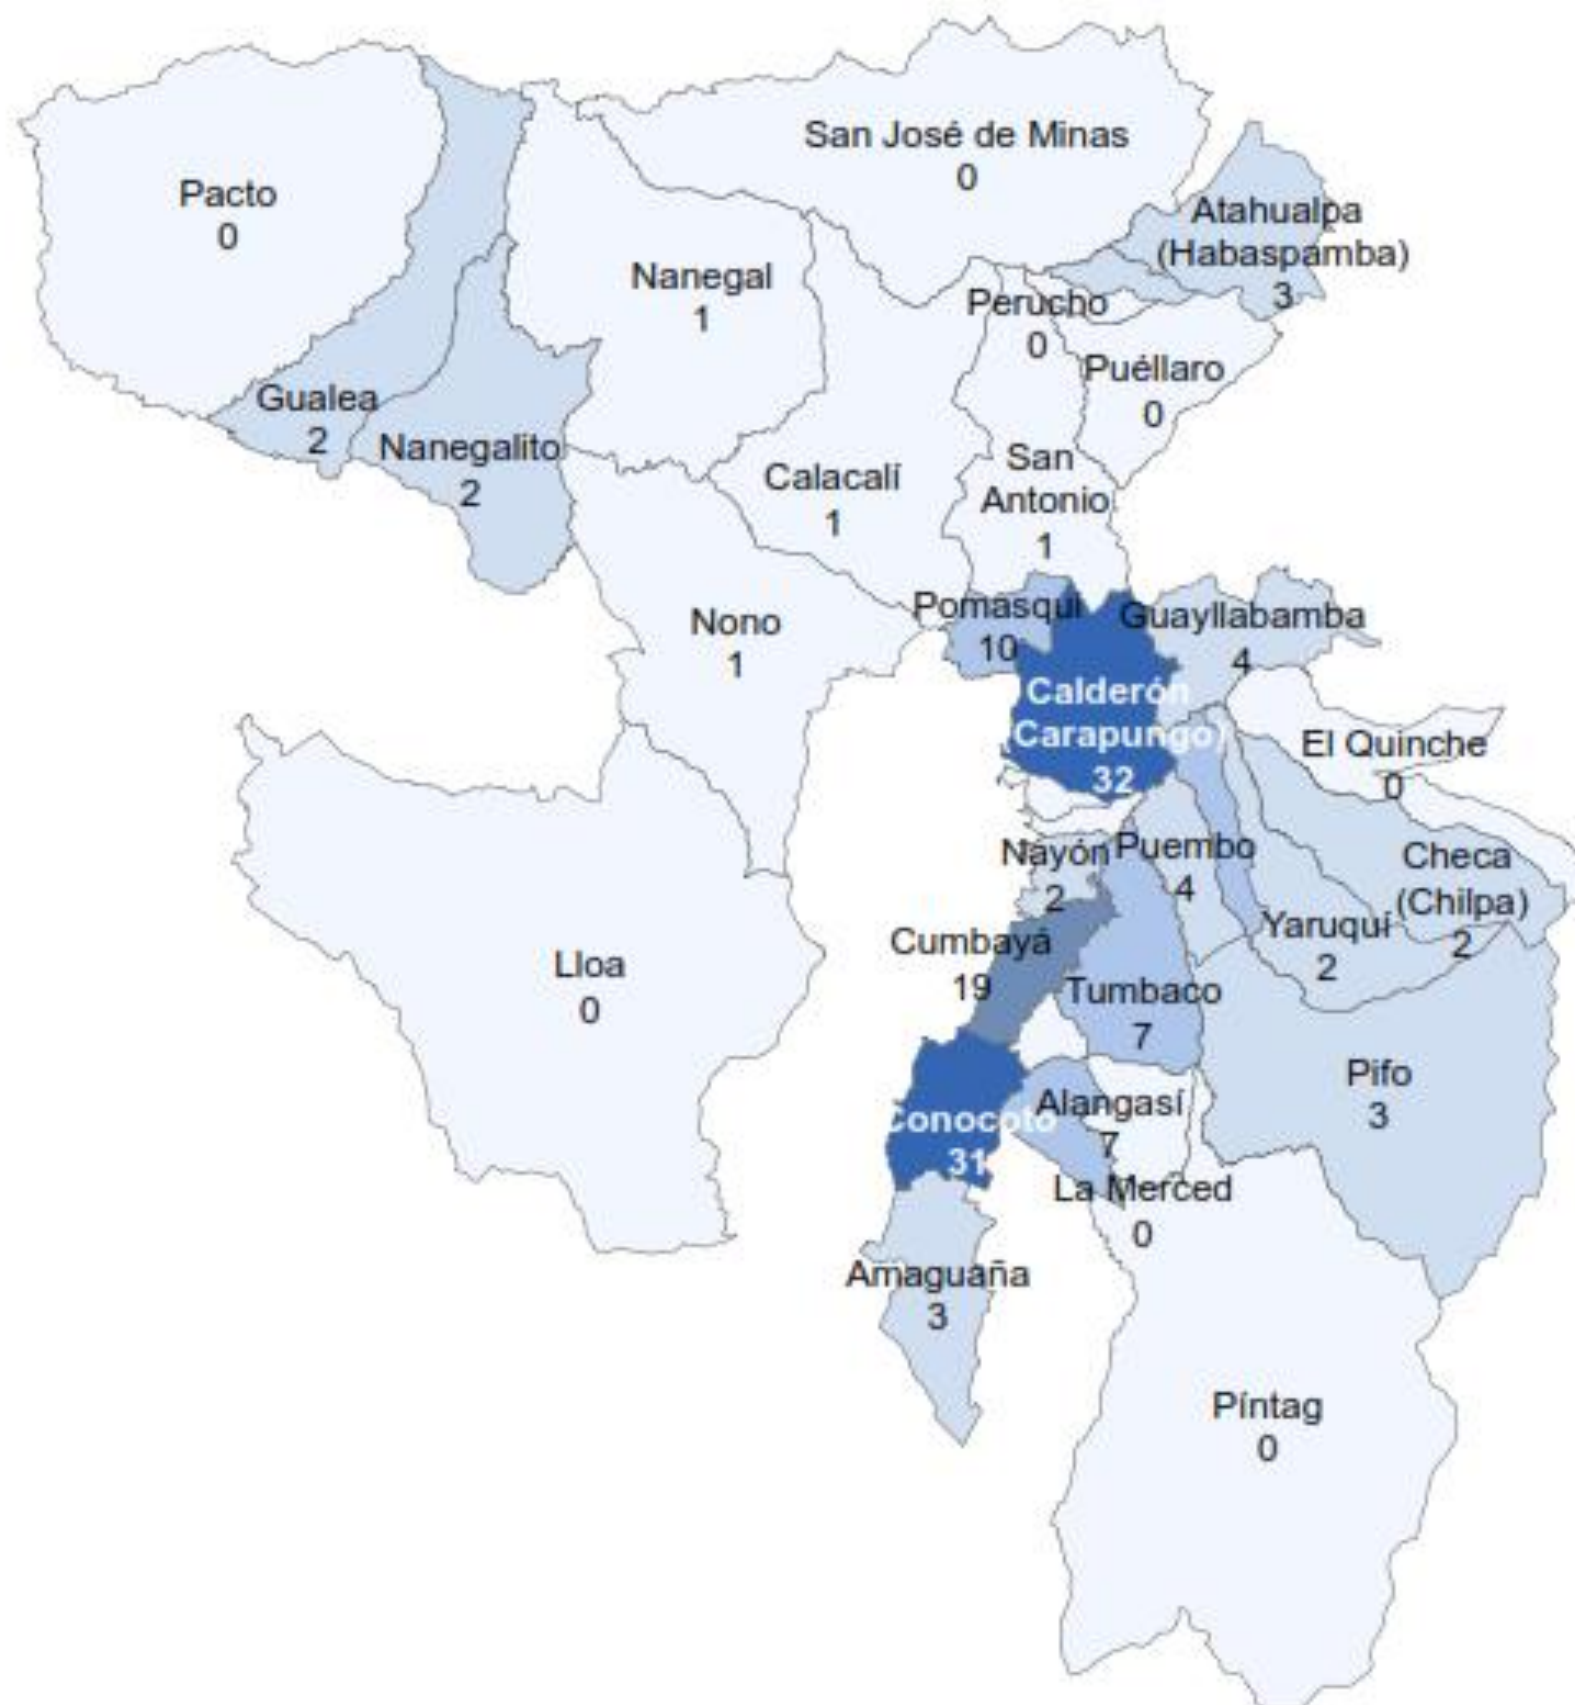 San José de Minas
0
Pacto
0
Atahualpa
(Habaspamba)
3
Nanegal
1
Perucho
0
Puéllaro
0
Gualea
2
Nanegalito
2
Calacalí
1
San
Antonio
1
Pomasqui
10
Guayllabamba
4
Nono
1
Calderón
(Carapungo)
32
El Quinche
0
Nayón
2
Puembo
4
Checa
(Chilpa)
2
Yaruquí
2
Cumbayá
19
Lloa
0
Tumbaco
7
Pifo
3
Alangasí
7
Conocoto
31
La Merced
0
Amaguaña
3
Píntag
0